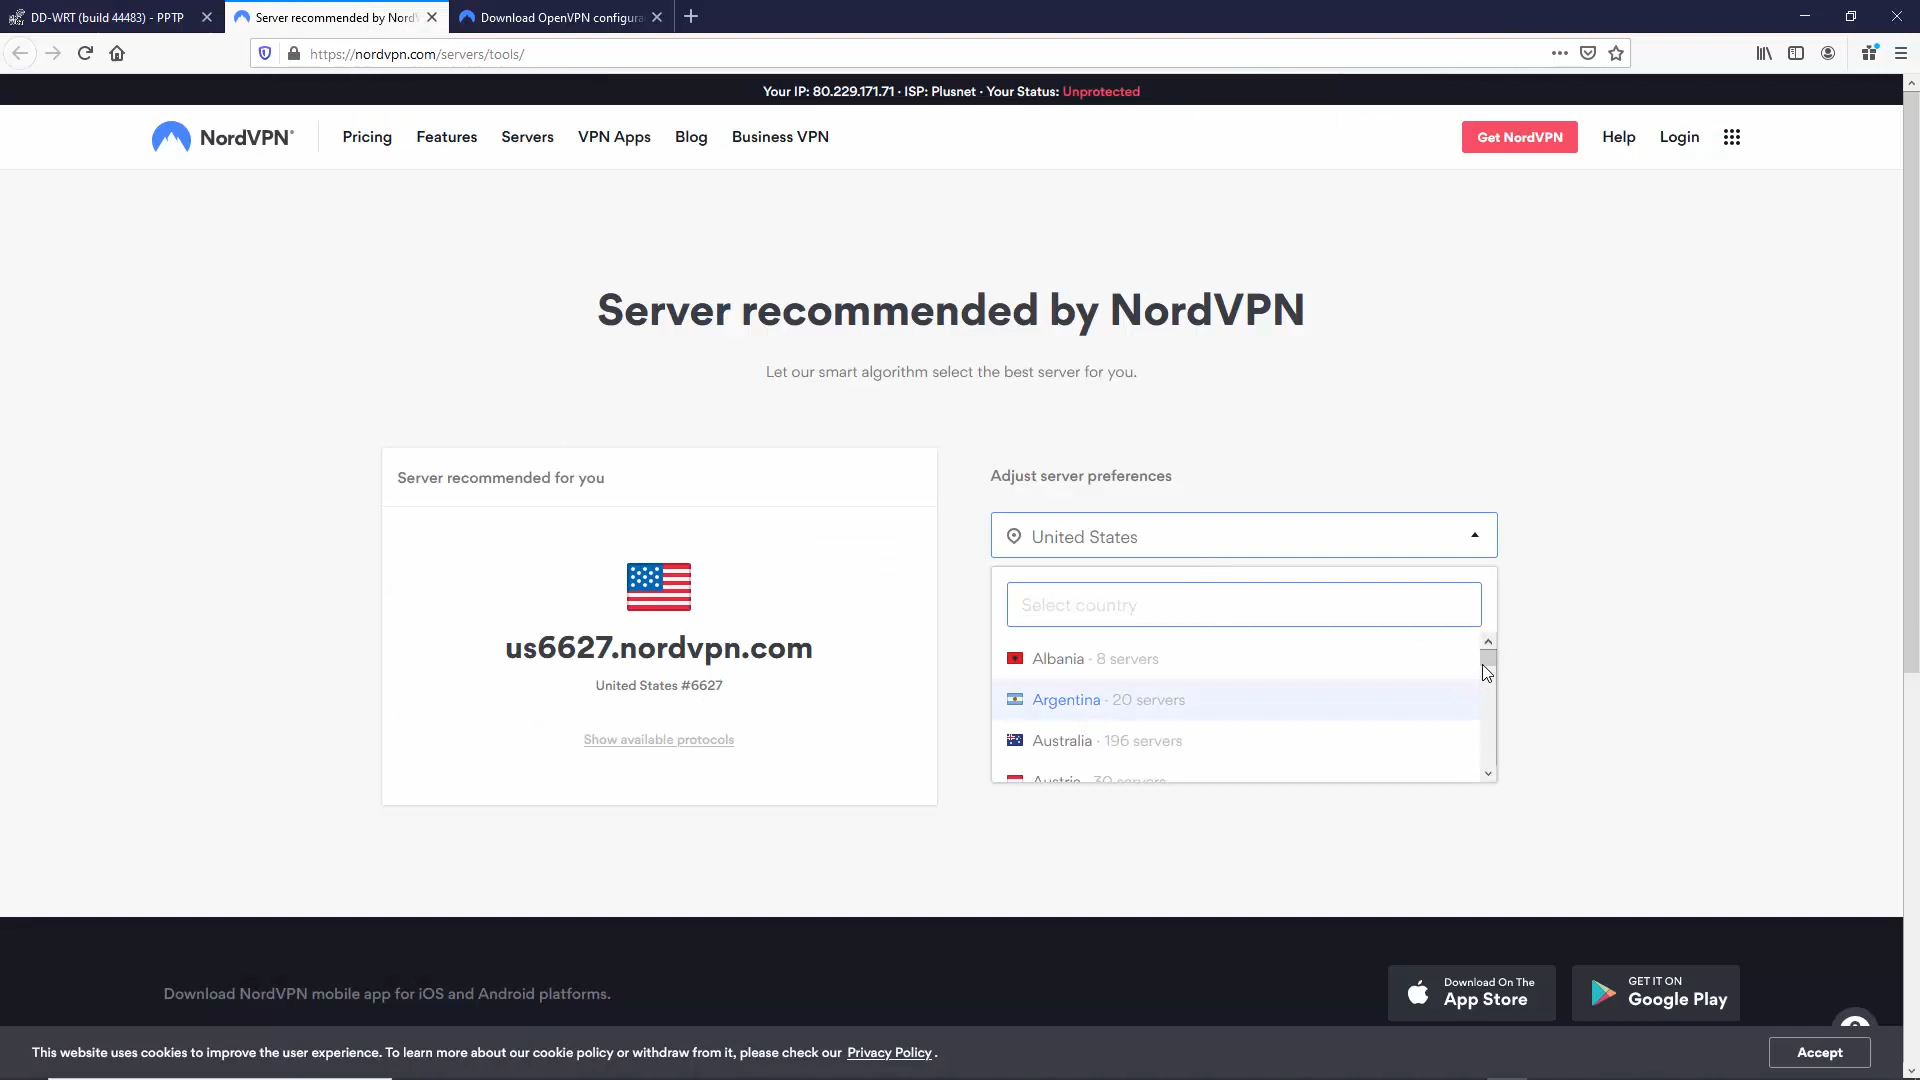 DD-WRT (build 44483) - PPTP
Server recommended by Nord
Download OpenVPN configura
https://nordvpn.com/servers/tools/
Your IP: 80.229.171.71 · ISP: Plusnet · Your Status: Unprotected
NordVPN®
Pricing
Features
Servers
VPN Apps
Blog
Business VPN
Get NordVPN
Help
Login
Server recommended by NordVPN
Let our smart algorithm select the best server for you.
Server recommended for you
us6627.nordvpn.com
United States #6627
Show available protocols
Adjust server preferences
United States
Select country
Albania · 8 servers
Argentina · 20 servers
Australia · 196 servers
Austria · 30 servers
Download NordVPN mobile app for iOS and Android platforms.
Download On The
App Store
GET IT ON
Google Play
This website uses cookies to improve the user experience. To learn more about our cookie policy or withdraw from it, please check our Privacy Policy .
Accept